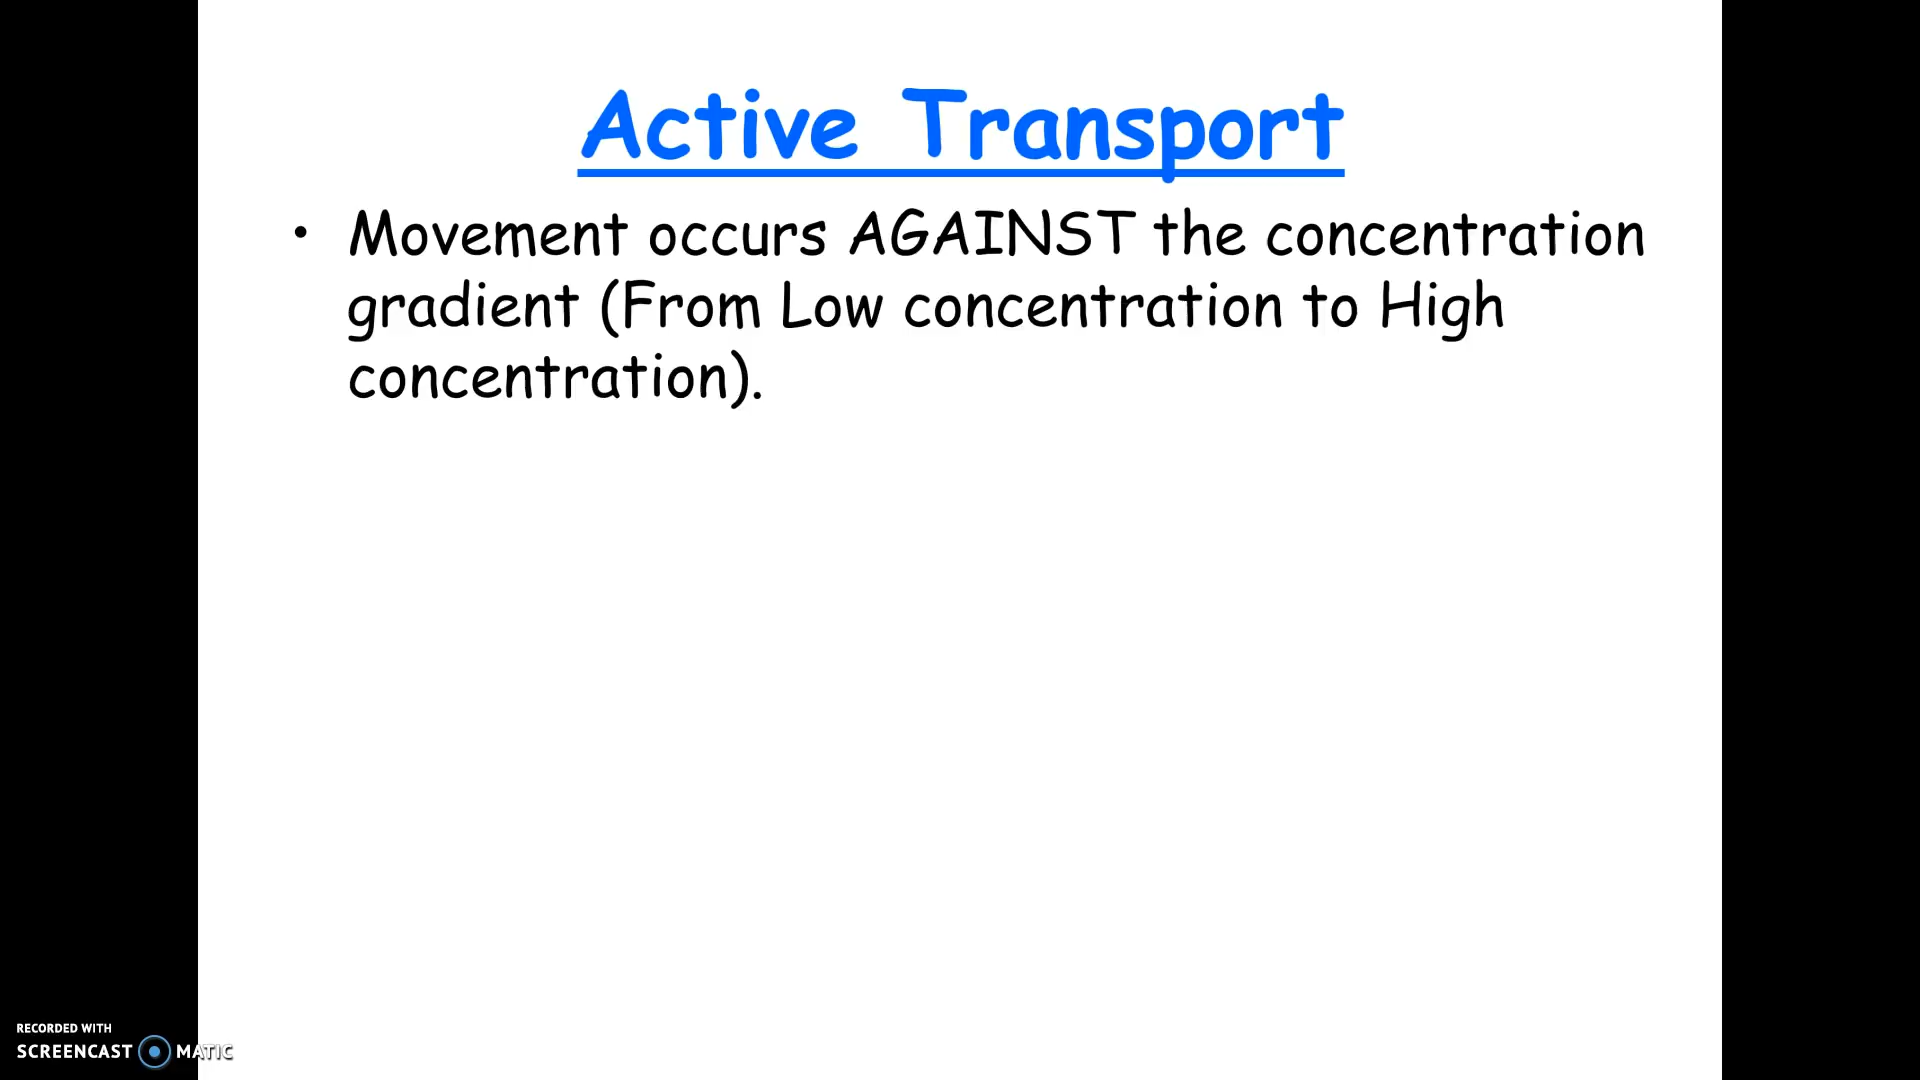 Active Transport
• Movement occurs AGAINST the concentration
gradient (From Low concentration to High
concentration).
RECORDED WITH
SCREENCAST MATIC